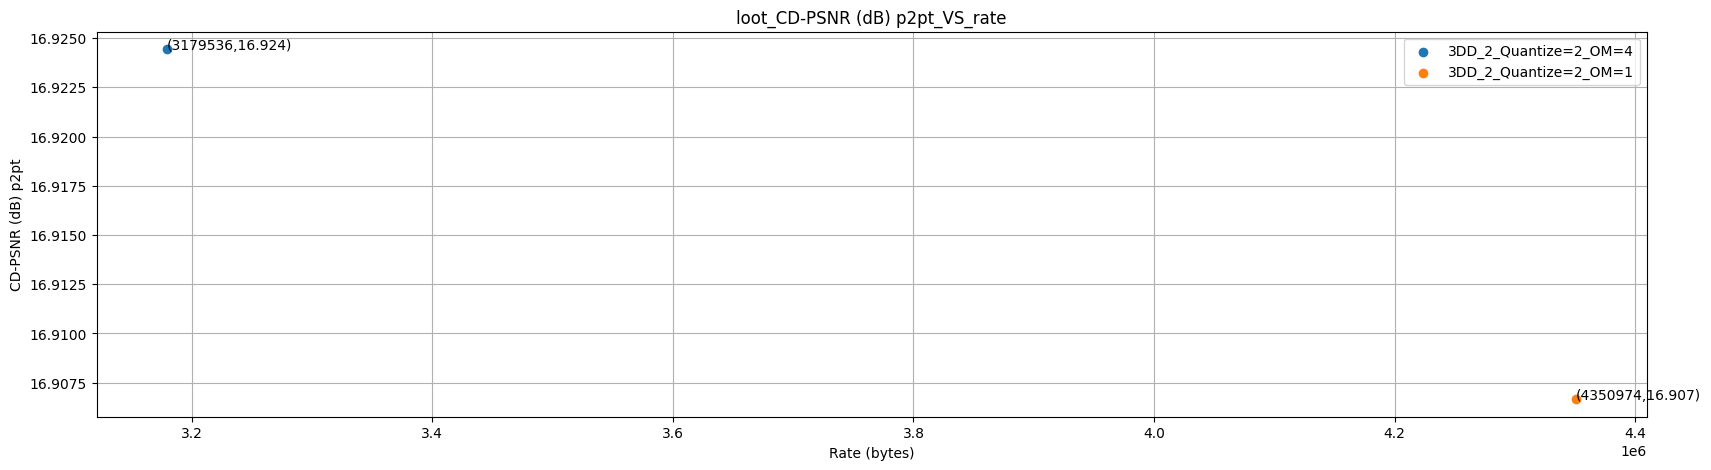 loot_CD-PSNR (dB) p2pt_VS_rate
16.9250
16.9225
16.9200
16.9175
16.9150
16.9125
16.9100
16.9075
CD-PSNR (dB) p2pt
(3179536,16.924)
3DD_2_Quantize=2_OM=4
3DD_2_Quantize=2_OM=1
(4350974,16.907)
3.2 3.4 3.6 3.8 4.0 4.2 4.4
1e6
Rate (bytes)